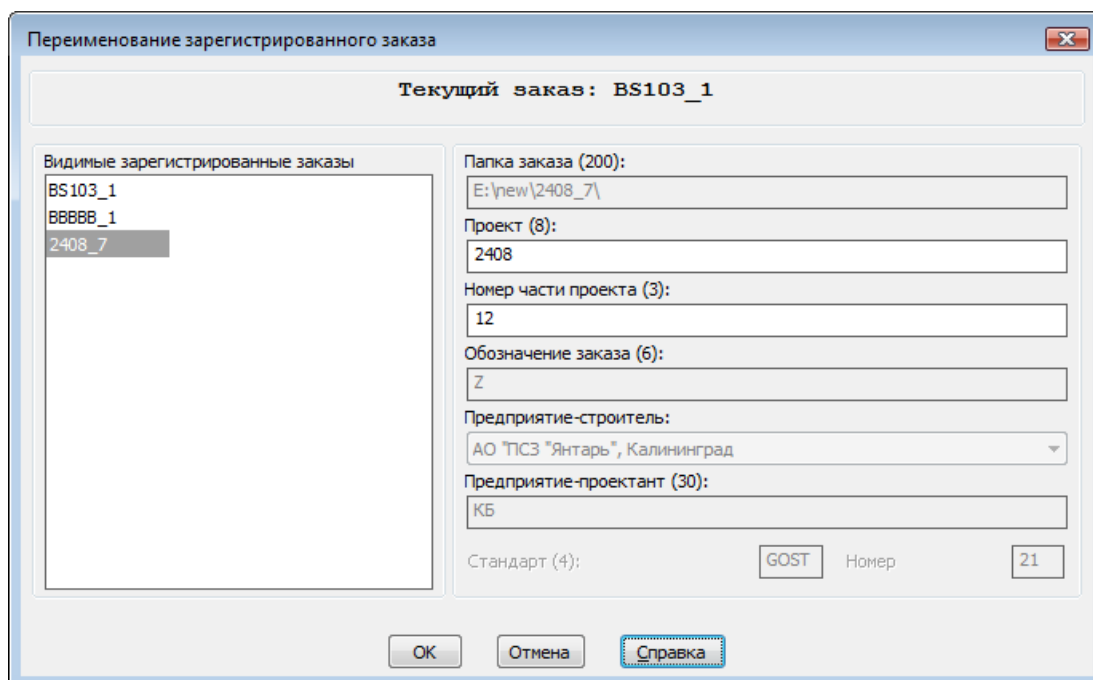 Переименование зарегистрированного заказа
Текущий заказ: BS103_1
Видимые зарегистрированные заказы
BS103_1
BBBBB_1
2408_7
Папка заказа (200):
E:\new\2408_7\
Проект (8):
2408
Номер части проекта (3):
12
Обозначение заказа (6):
Z
Предприятие-строитель:
АО "ПСЗ "Янтарь", Калининград
Предприятие-проектант (30):
КБ
Стандарт (4): GOST Номер 21
OK Отмена Справка